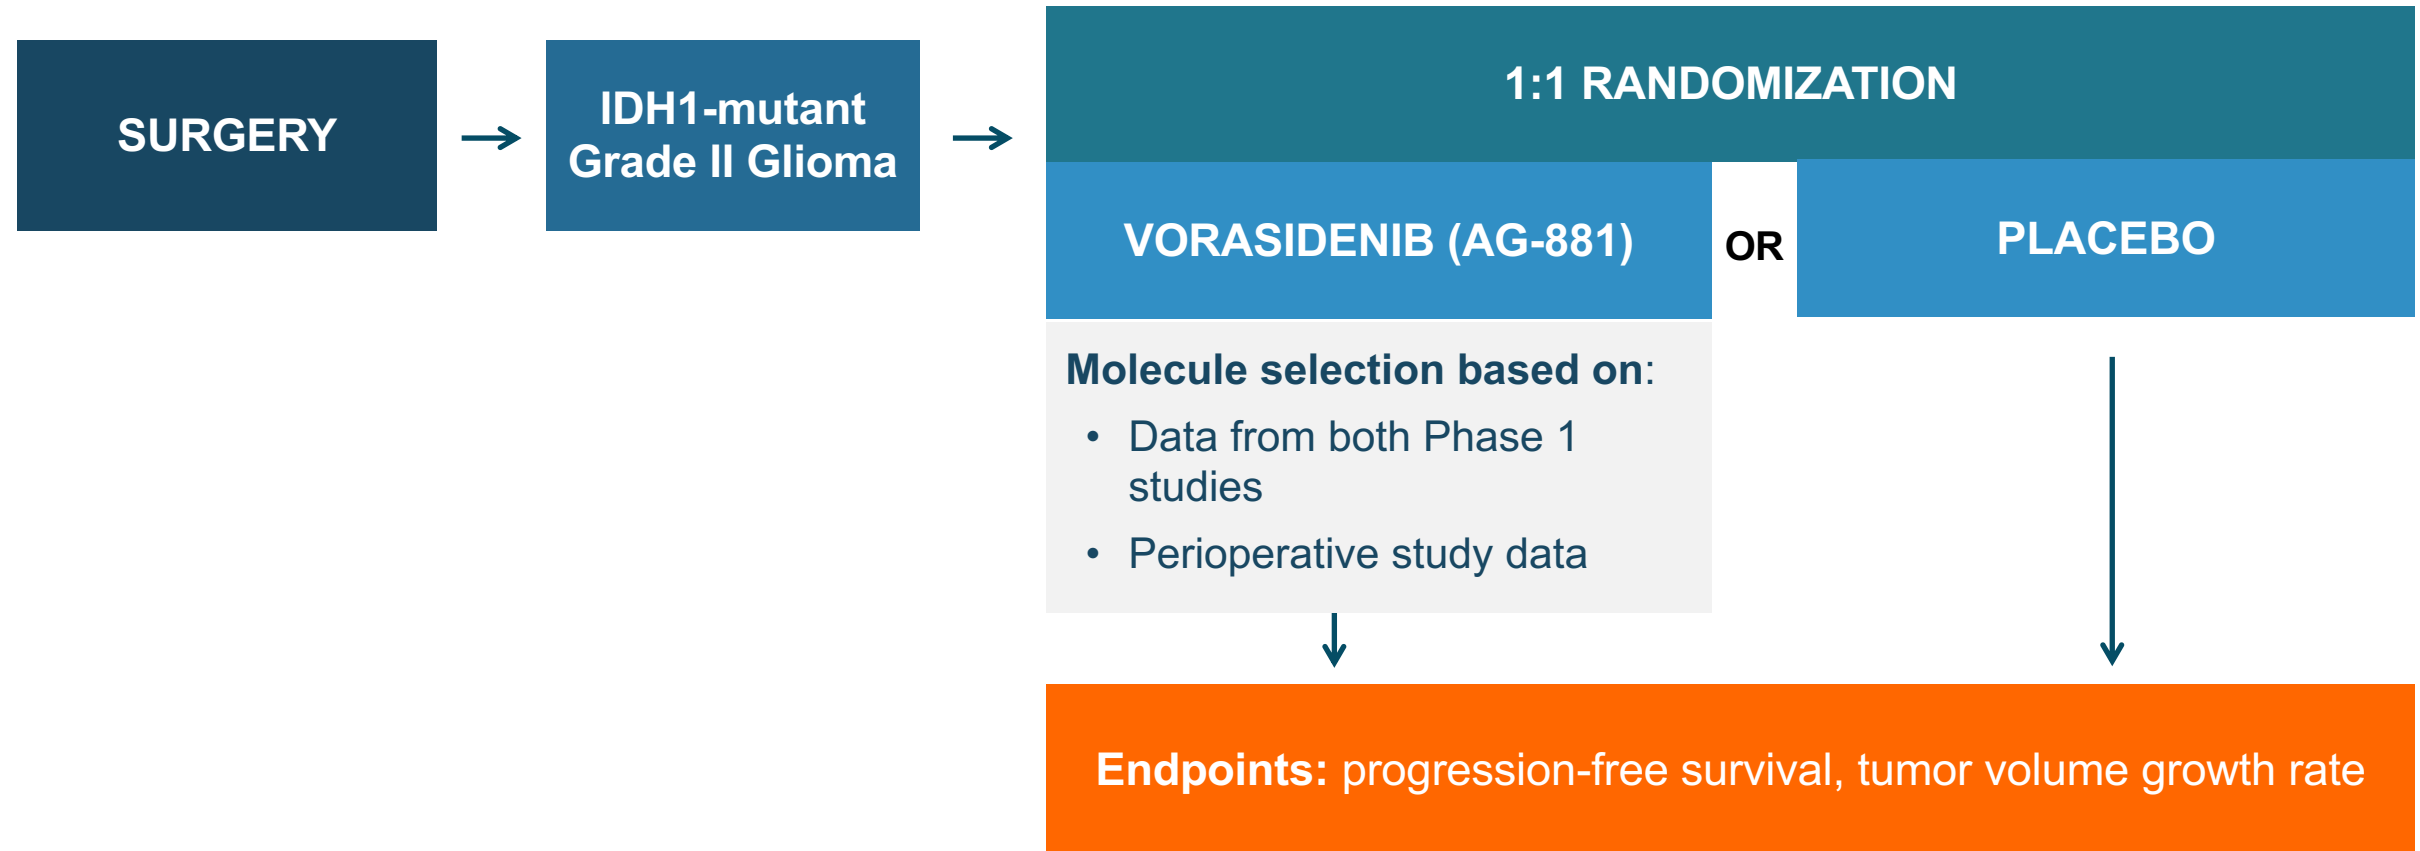 SURGERY
IDH1-mutant
Grade II Glioma
1:1 RANDOMIZATION
VORASIDENIB (AG-881)
OR
PLACEBO
Molecule selection based on:
• Data from both Phase 1
studies
• Perioperative study data
Endpoints: progression-free survival, tumor volume growth rate